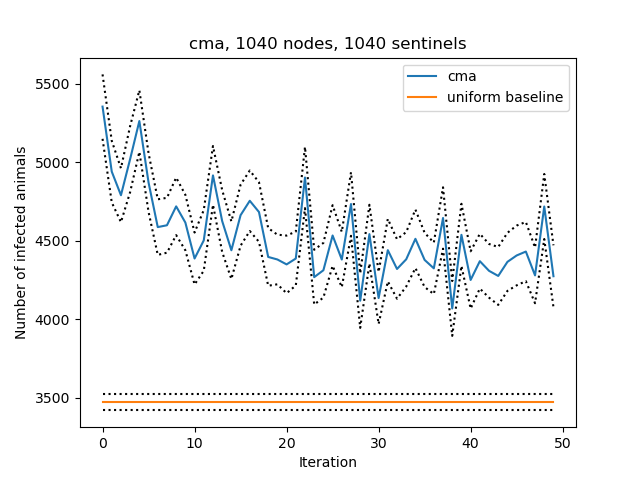 cma, 1040 nodes, 1040 sentinels
cma
uniform baseline
Number of infected animals
5500
5000
4500
4000
3500
0 10 20 30 40 50
Iteration